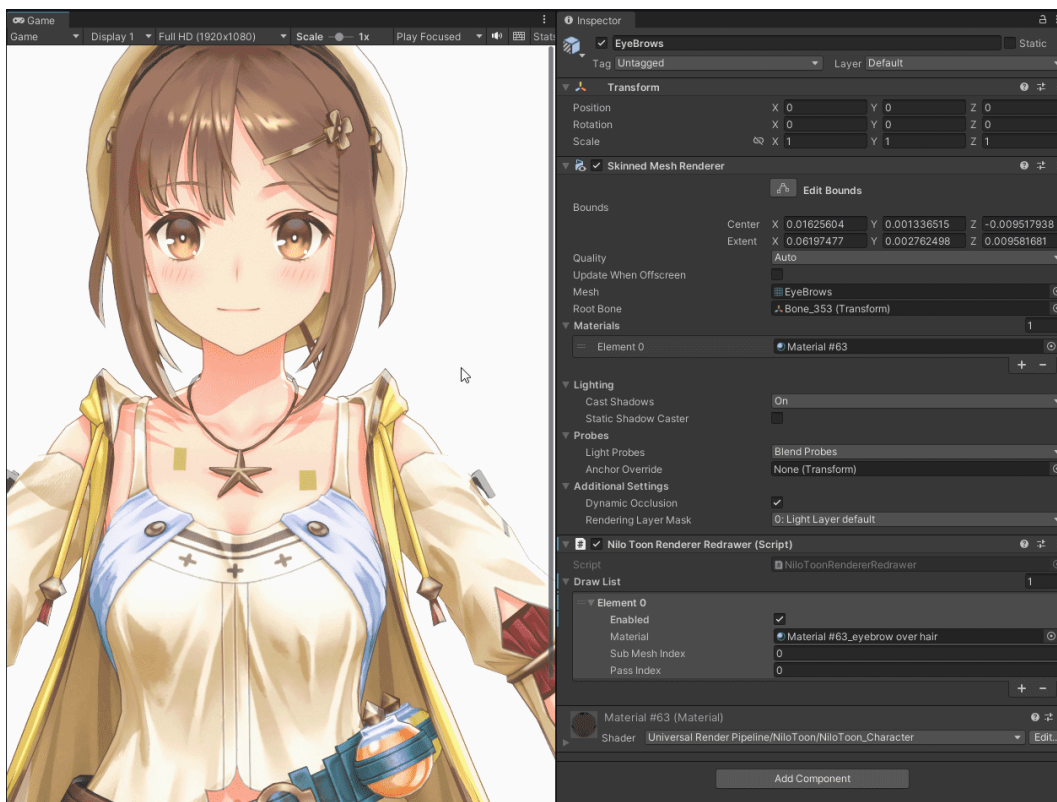 Game
Game Display 1 Full HD (1920x1080) Scale 1x Play Focused Stats
Inspector
EyeBrows Static
Tag Untagged Layer Default
Transform
Position X 0 Y 0 Z 0
Rotation X 0 Y 0 Z 0
Scale X 1 Y 1 Z 1
Skinned Mesh Renderer
Edit Bounds
Bounds
Center X 0.01625604 Y 0.001336515 Z -0.009517938
Extent X 0.06197477 Y 0.002762498 Z 0.009581681
Quality Auto
Update When Offscreen
Mesh EyeBrows
Root Bone Bone_353 (Transform)
Materials 1
Element 0 Material #63
Lighting
Cast Shadows On
Static Shadow Caster
Probes
Light Probes Blend Probes
Anchor Override None (Transform)
Additional Settings
Dynamic Occlusion
Rendering Layer Mask 0: Light Layer default
Nilo Toon Renderer Redrawer (Script)
Script NiloToonRendererRedrawer
Draw List 1
Element 0
Enabled
Material Material #63_eyebrow over hair
Sub Mesh Index 0
Pass Index 0
Material #63 (Material)
Shader Universal Render Pipeline/NiloToon/NiloToon_Character Edit...
Add Component